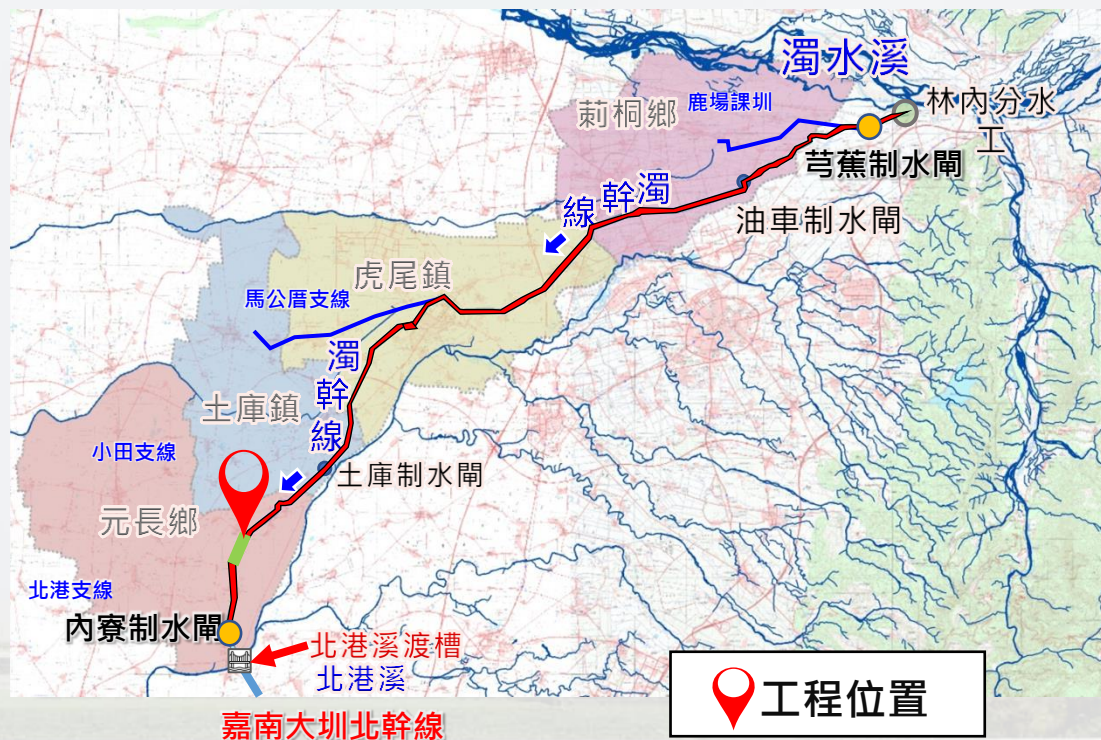 濁水溪
林內分水
工
鹿場課圳
莿桐鄉
芎蕉制水閘
濁幹線
油車制水閘
虎尾鎮
馬公厝支線
濁幹線
土庫鎮
小田支線
土庫制水閘
元長鄉
北港支線
內寮制水閘
北港溪渡槽
北港溪
工程位置
嘉南大圳北幹線